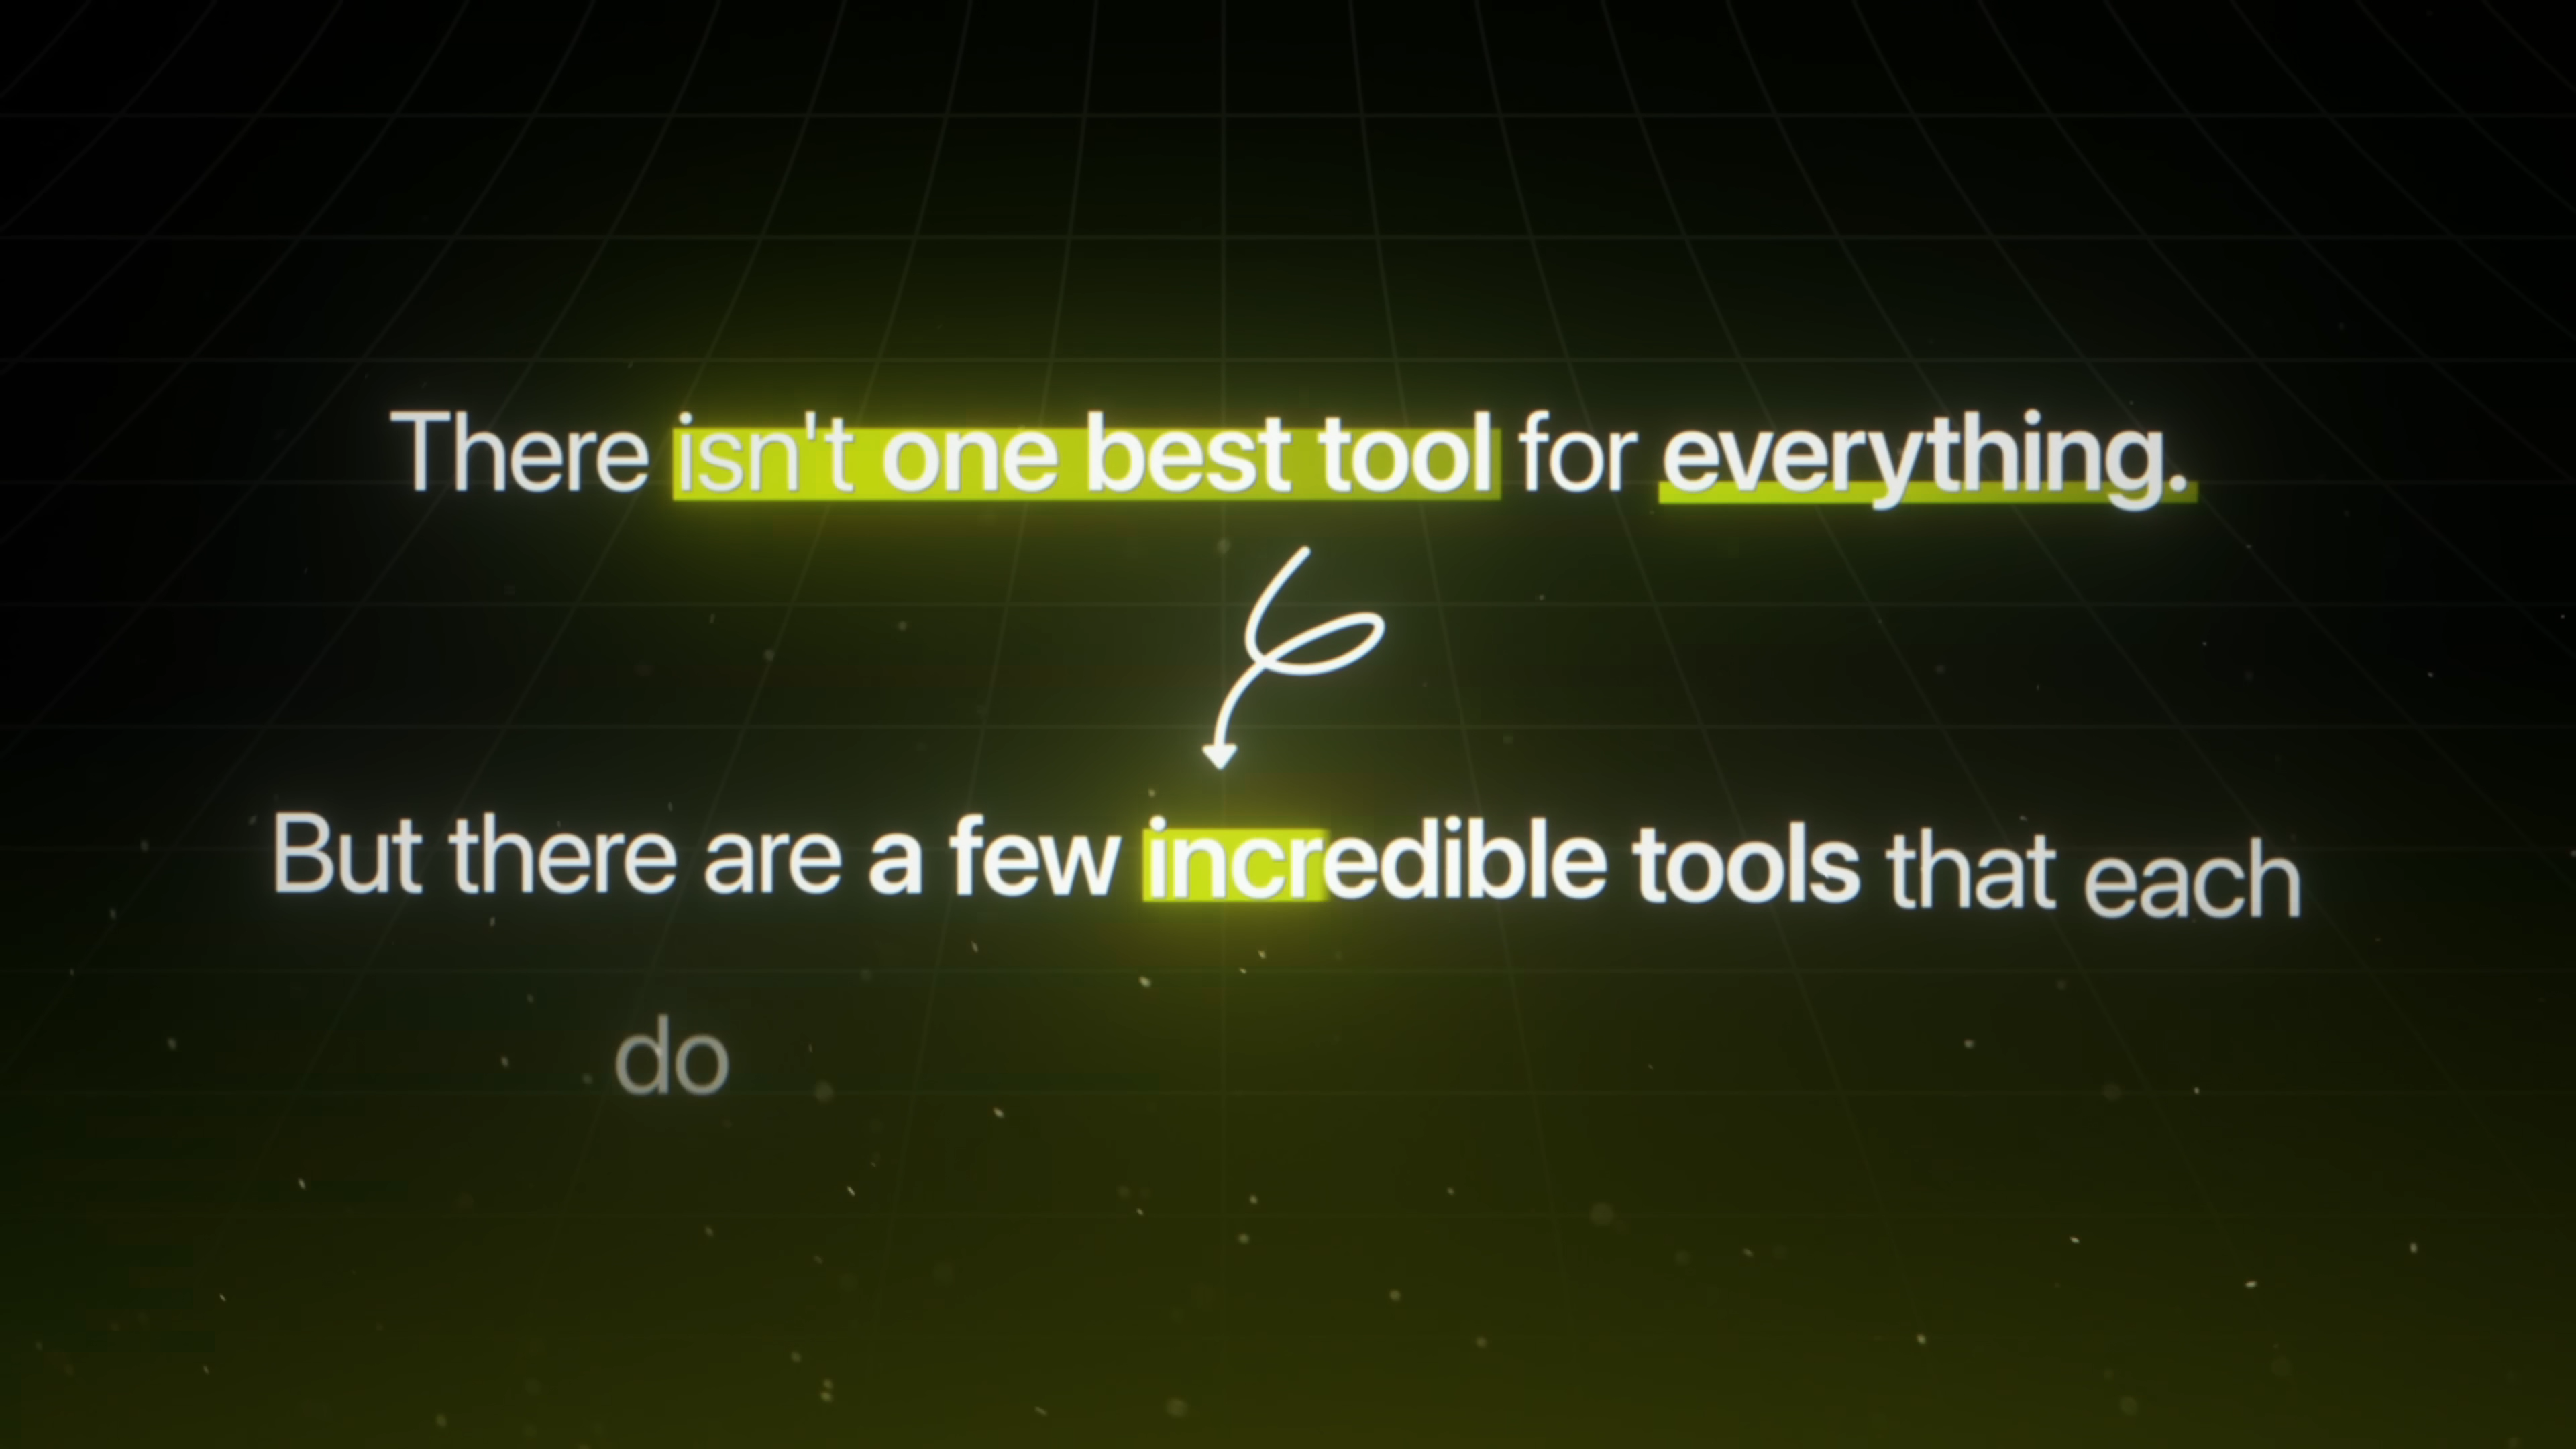 There isn't one best tool for everything.
But there are a few incredible tools that each
do